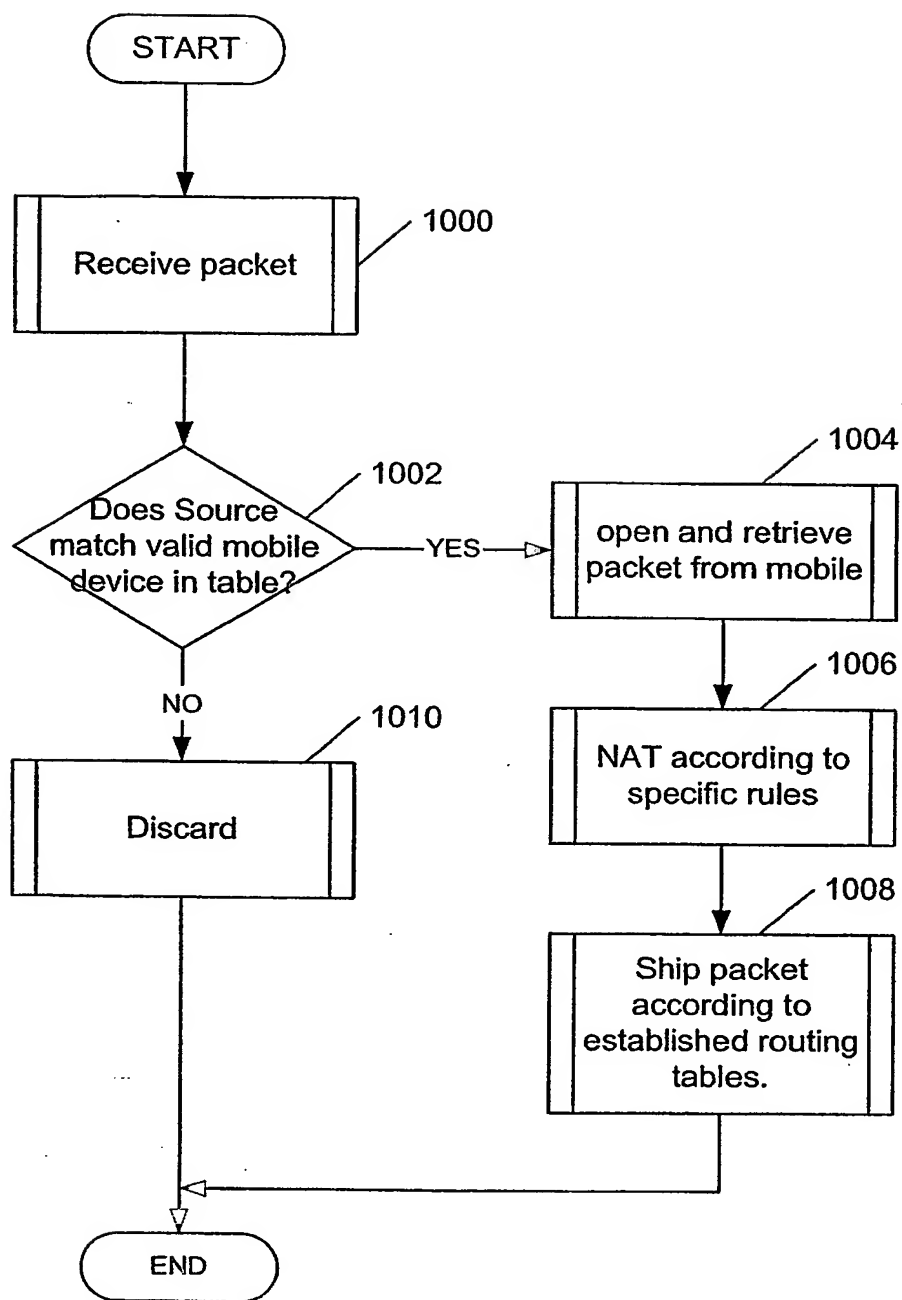 START
Receive packet
1000
Does Source
match valid mobile
device in table?
1002
YES
open and retrieve
packet from mobile
1004
NAT according to
specific rules
1006
NO
Discard
1010
Ship packet
according to
established routing
tables.
1008
END